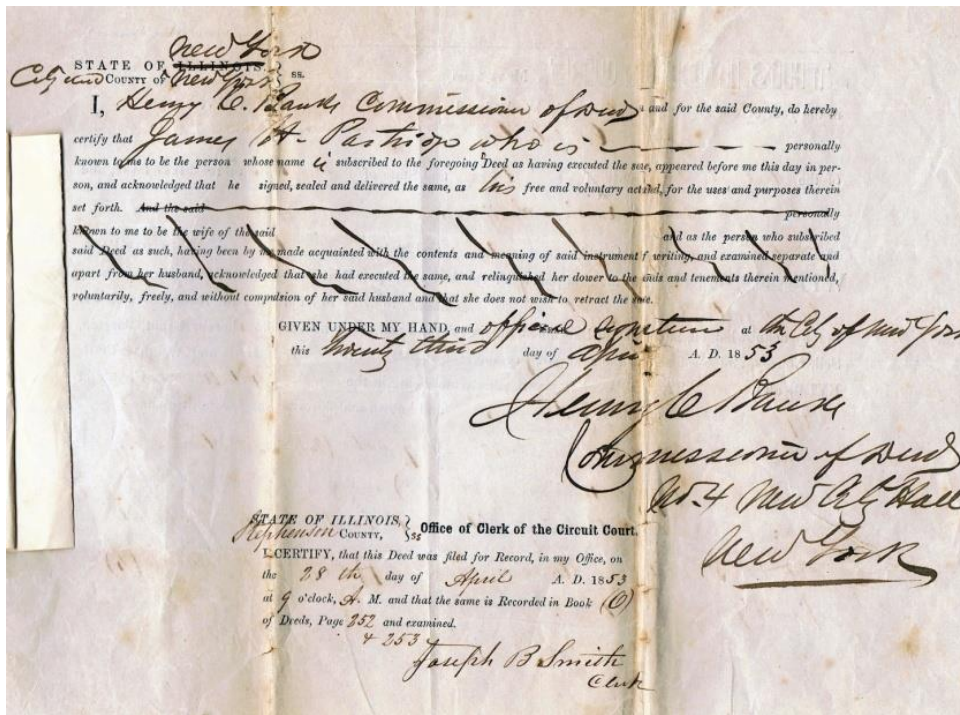 New York
STATE OF ILLINOIS, } ss.
City and COUNTY OF New York
I, Henry C. Banks Commissioner of Deeds n and for the said County, do hereby
certify that James H. who is personally
known to me to be the person whose name is subscribed to the foregoing Deed as having executed the same, appeared before me this day in per-
son, and acknowledged that he signed, sealed and delivered the same, as his free and voluntary act and, for the uses and purposes therein
set forth. And the said personally
known to me to be the wife of the said and as the person who subscribed
said Deed as such, having been by me made acquainted with the contents and meaning of said instrument f writing, and examined separate and
apart from her husband, acknowledged that she had executed the same, and relinquished her dower to the lands and tenements therein mentioned,
voluntarily, freely, and without compulsion of her said husband and that she does not wish to retract the same.
GIVEN UNDER MY HAND, and official signature at the City of New York
this Twenty third day of April A. D. 1853
Henry C Banks
Commissioner of Deeds
No. 4 New City Hall
New York
STATE OF ILLINOIS, } ss Office of Clerk of the Circuit Court.
Stephenson COUNTY,
I CERTIFY, that this Deed was filed for Record, in my Office, on
the 28th day of April A. D. 1853
at 9 o'clock, A. M. and that the same is Recorded in Book (O)
of Deeds, Page 252 and examined.
+ 253
Joseph B Smith
Clerk